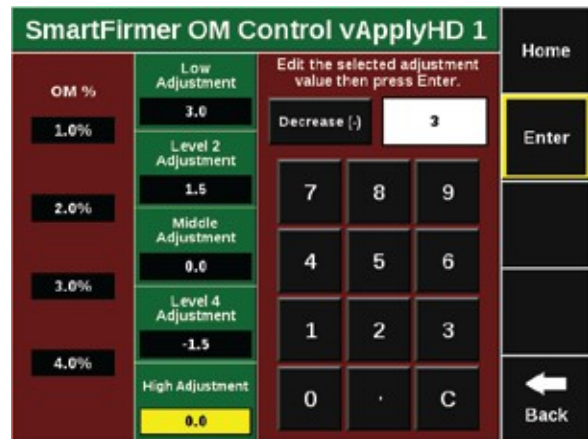 SmartFirmer OM Control vApplyHD 1
Home
OM %
1.0%
2.0%
3.0%
4.0%
Low
Adjustment
3.0
Level 2
Adjustment
1.5
Middle
Adjustment
0.0
Level 4
Adjustment
-1.5
High Adjustment
0.0
Edit the selected adjustment
value then press Enter.
Decrease (-) 3
7 8 9
4 5 6
1 2 3
0 . C
Enter
Back